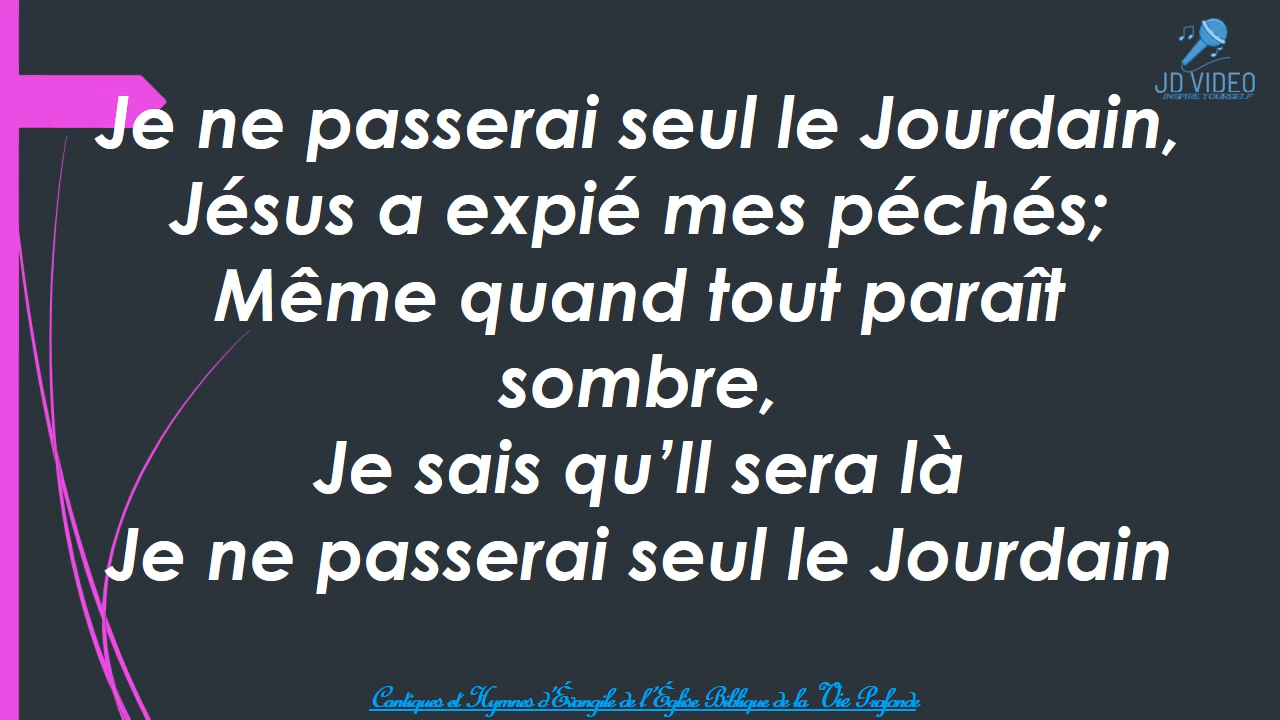 JD VIDEO
INSPIRE YOURSELF
Je ne passerai seul le Jourdain,
Jésus a expié mes péchés;
Même quand tout paraît
sombre,
Je sais qu’Il sera là
Je ne passerai seul le Jourdain
Cantiques et Hymnes d’Évangile de l’Église Biblique de la Vie Profonde